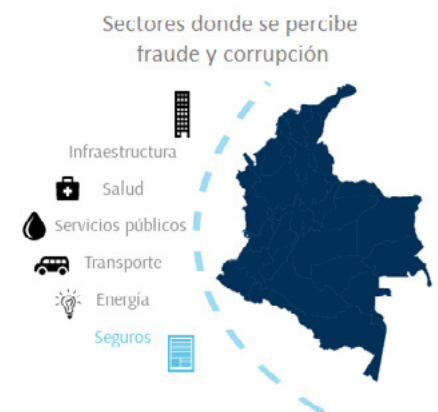 Sectores donde se percibe
fraude y corrupción
Infraestructura
Salud
Servicios públicos
Transporte
Energía
Seguros